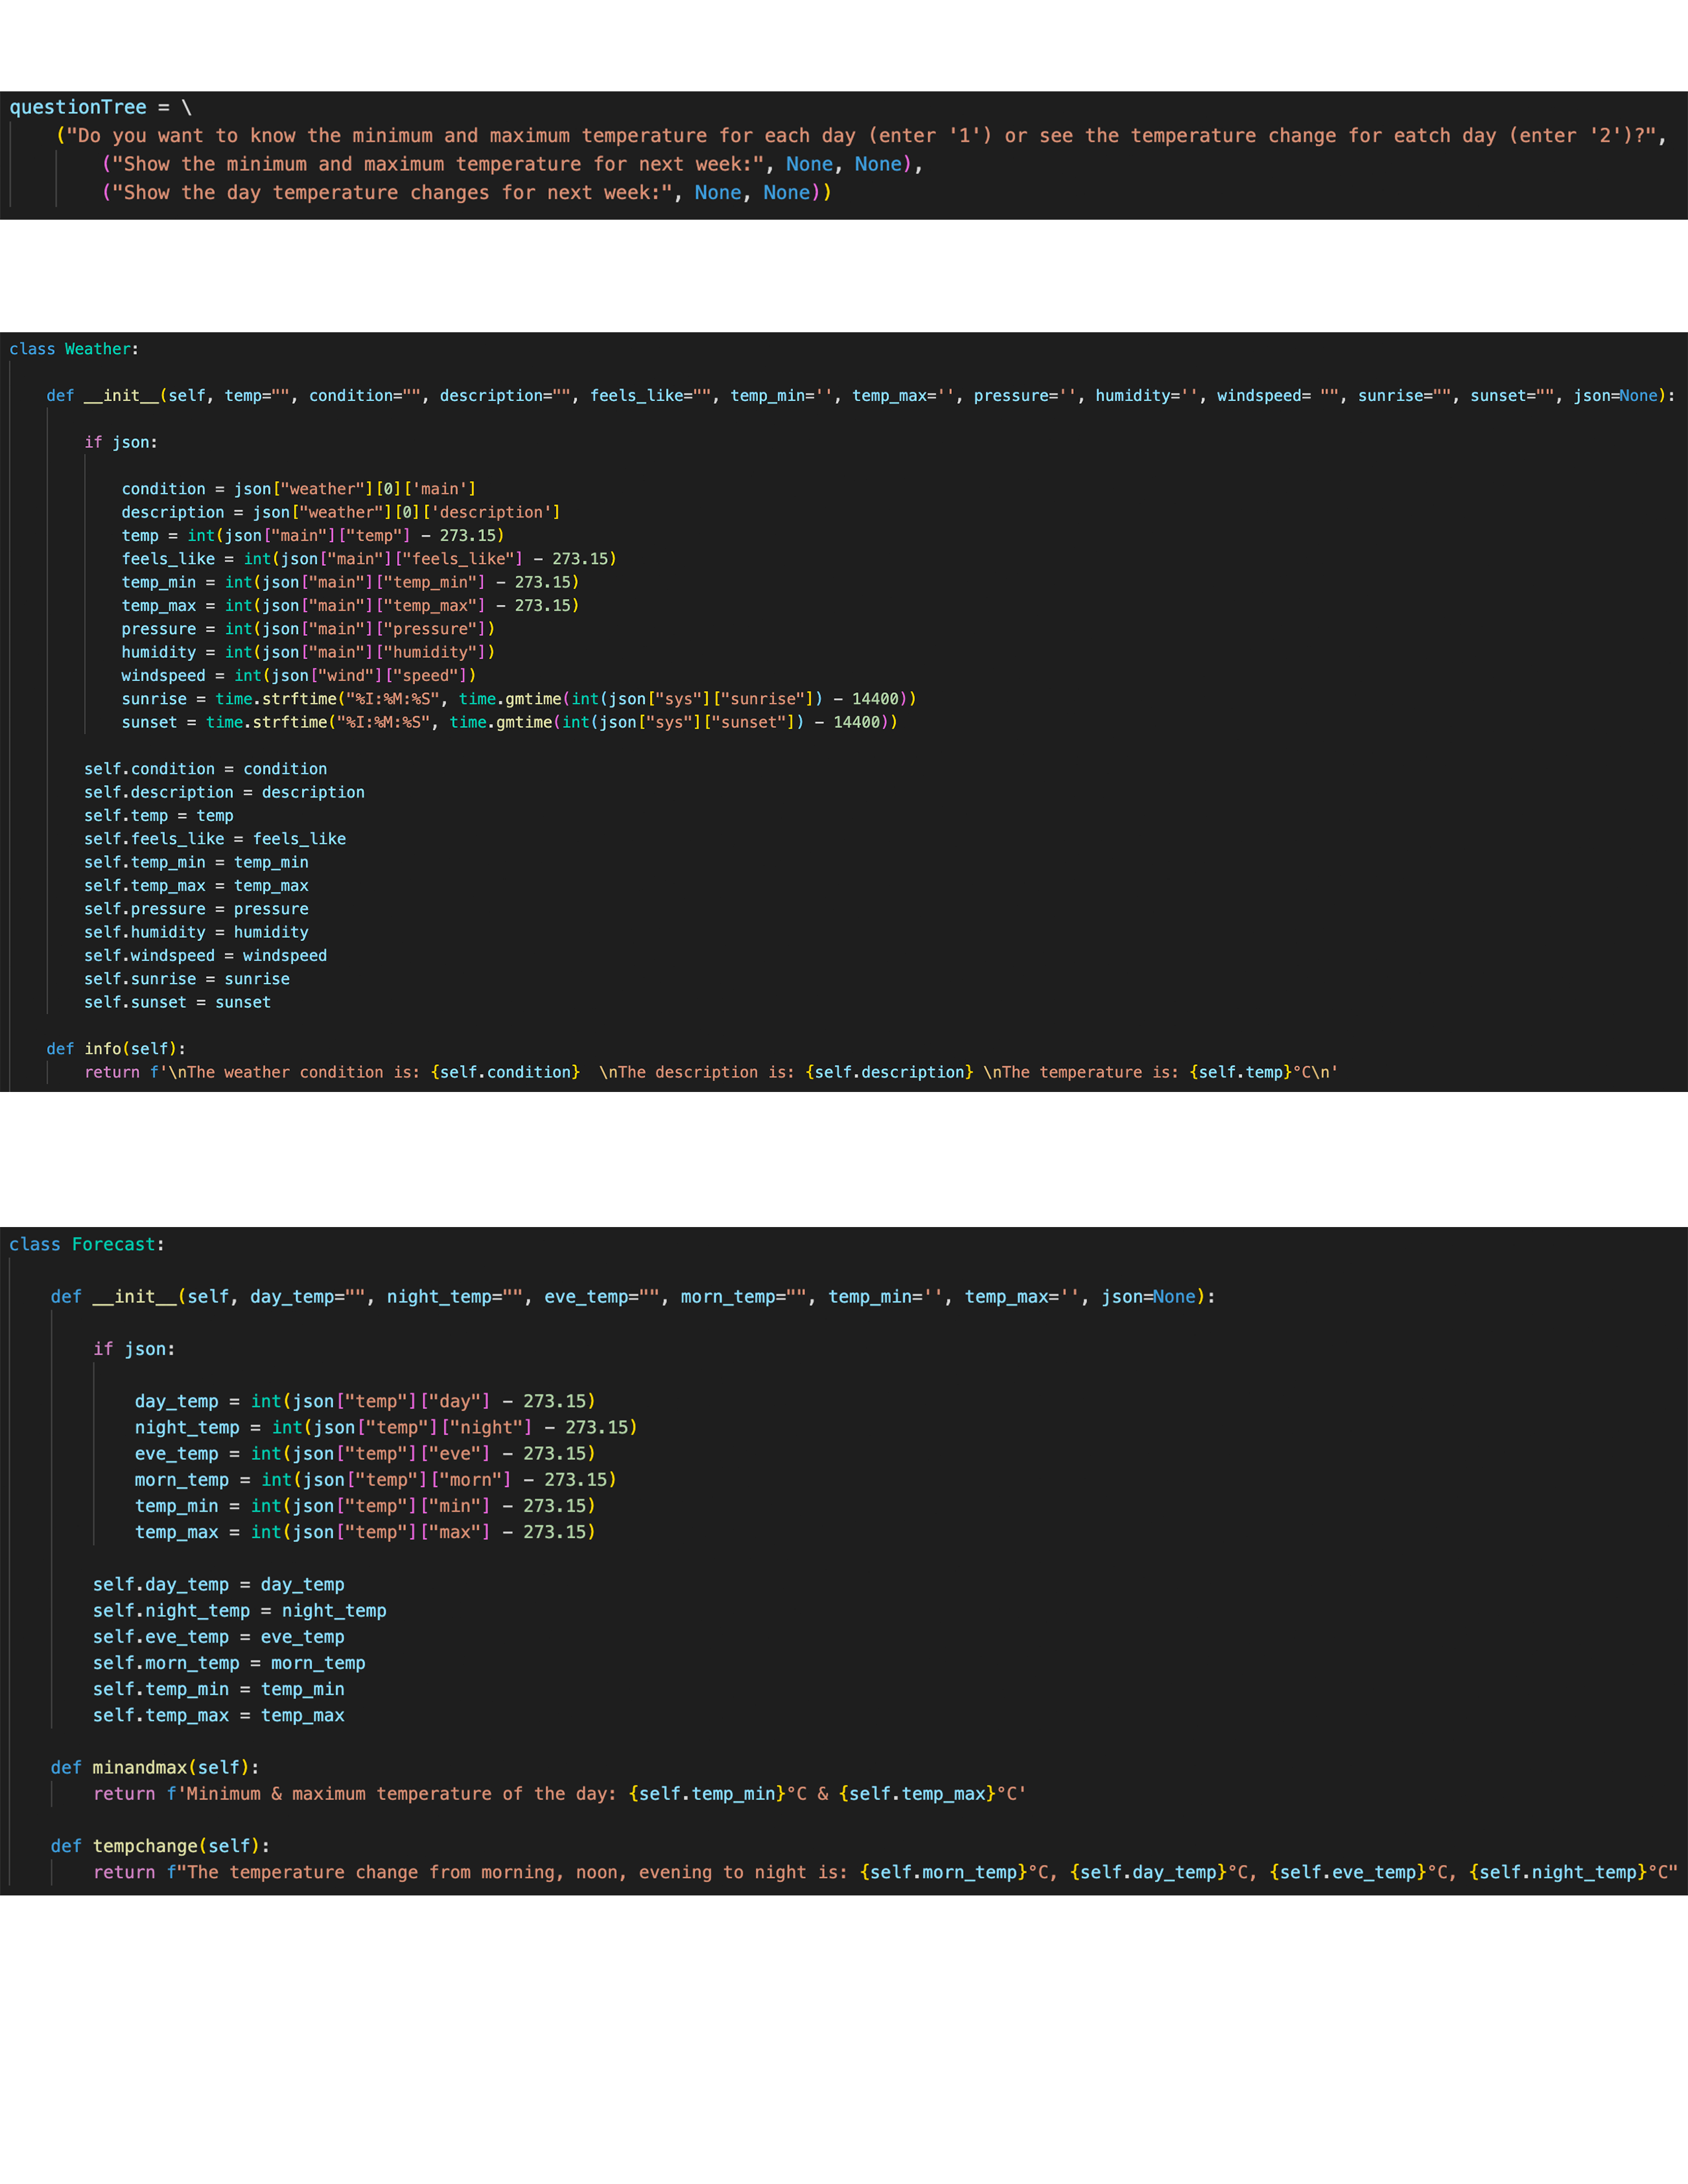 questionTree = \
("Do you want to know the minimum and maximum temperature for each day (enter '1') or see the temperature change for eatch day (enter '2')?",
("Show the minimum and maximum temperature for next week:", None, None),
("Show the day temperature changes for next week:", None, None))
class Weather:
def __init__(self, temp="", condition="", description="", feels_like="", temp_min='', temp_max='', pressure='', humidity='', windspeed= "", sunrise="", sunset="", json=None):
if json:
condition = json["weather"][0]['main']
description = json["weather"][0]['description']
temp = int(json["main"]["temp"] - 273.15)
feels_like = int(json["main"]["feels_like"] - 273.15)
temp_min = int(json["main"]["temp_min"] - 273.15)
temp_max = int(json["main"]["temp_max"] - 273.15)
pressure = int(json["main"]["pressure"])
humidity = int(json["main"]["humidity"])
windspeed = int(json["wind"]["speed"])
sunrise = time.strftime("%I:%M:%S", time.gmtime(int(json["sys"]["sunrise"]) - 14400))
sunset = time.strftime("%I:%M:%S", time.gmtime(int(json["sys"]["sunset"]) - 14400))
self.condition = condition
self.description = description
self.temp = temp
self.feels_like = feels_like
self.temp_min = temp_min
self.temp_max = temp_max
self.pressure = pressure
self.humidity = humidity
self.windspeed = windspeed
self.sunrise = sunrise
self.sunset = sunset
def info(self):
return f'\nThe weather condition is: {self.condition}  \nThe description is: {self.description} \nThe temperature is: {self.temp}°C\n'
class Forecast:
def __init__(self, day_temp="", night_temp="", eve_temp="", morn_temp="", temp_min='', temp_max='', json=None):
if json:
day_temp = int(json["temp"]["day"] - 273.15)
night_temp = int(json["temp"]["night"] - 273.15)
eve_temp = int(json["temp"]["eve"] - 273.15)
morn_temp = int(json["temp"]["morn"] - 273.15)
temp_min = int(json["temp"]["min"] - 273.15)
temp_max = int(json["temp"]["max"] - 273.15)
self.day_temp = day_temp
self.night_temp = night_temp
self.eve_temp = eve_temp
self.morn_temp = morn_temp
self.temp_min = temp_min
self.temp_max = temp_max
def minandmax(self):
return f'Minimum & maximum temperature of the day: {self.temp_min}°C & {self.temp_max}°C'
def tempchange(self):
return f"The temperature change from morning, noon, evening to night is: {self.morn_temp}°C, {self.day_temp}°C, {self.eve_temp}°C, {self.night_temp}°C"